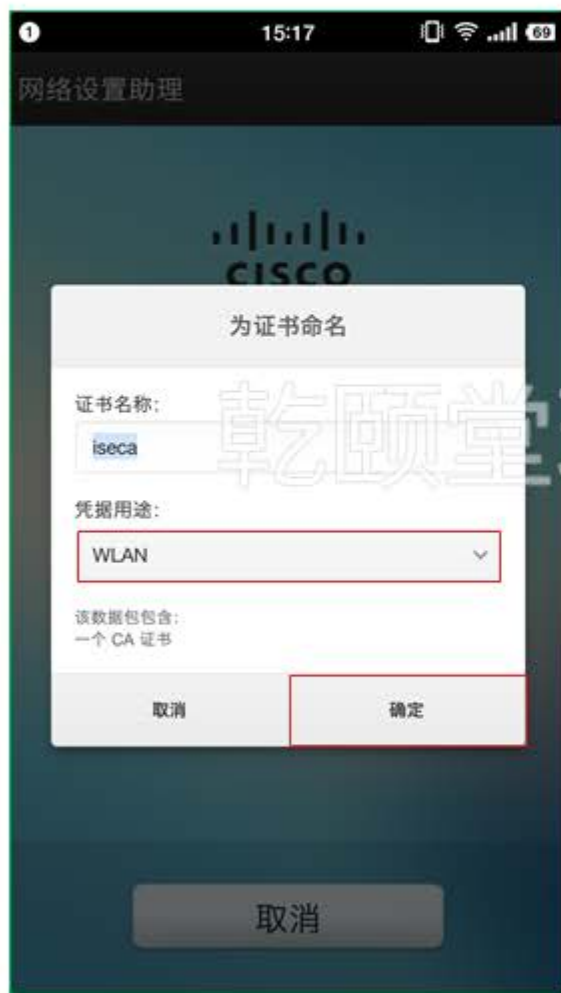 1
15:17
69
网络设置助理
CISCO
为证书命名
证书名称:
乾颐堂
iseca
凭据用途:
WLAN
该数据包包含:
一个 CA 证书
取消
确定
取消